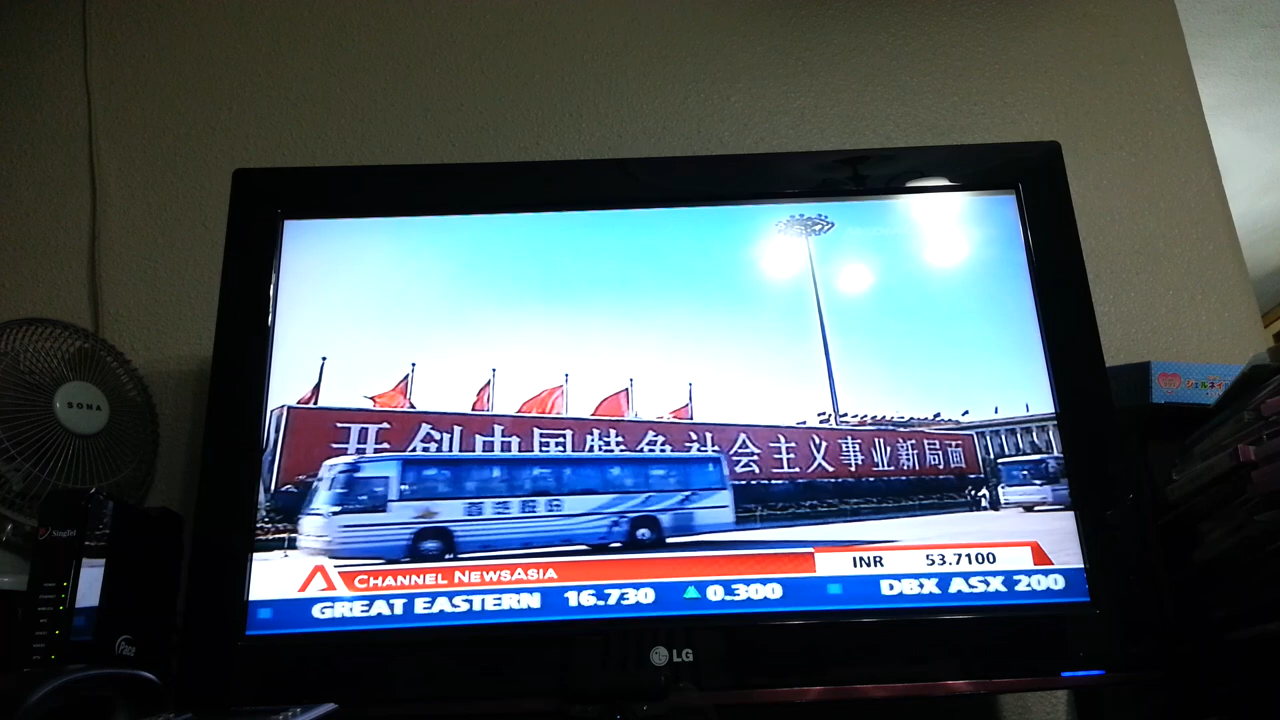 开创中国特色社会主义事业新局面
CHANNEL NEWSASIA
INR 53.7100
GREAT EASTERN 16.730 ▲ 0.300 DBX ASX 200
LG
SONA
SingTel
Pace